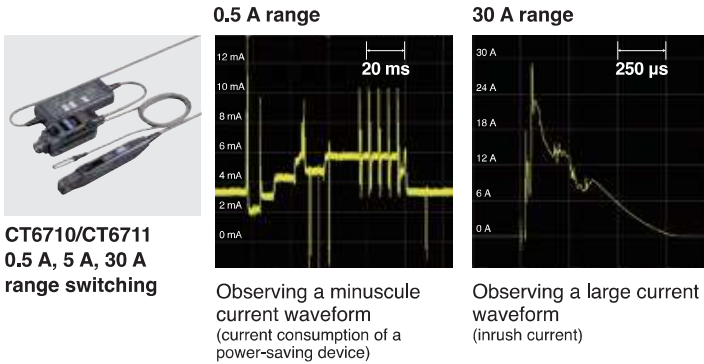 0.5 A range
30 A range
12 mA
10 mA
8 mA
6 mA
4 mA
2 mA
0 mA
20 ms
30 A
24 A
18 A
12 A
6 A
0 A
250 µs
CT6710/CT6711
0.5 A, 5 A, 30 A
range switching
Observing a minuscule
current waveform
(current consumption of a
power-saving device)
Observing a large current
waveform
(inrush current)